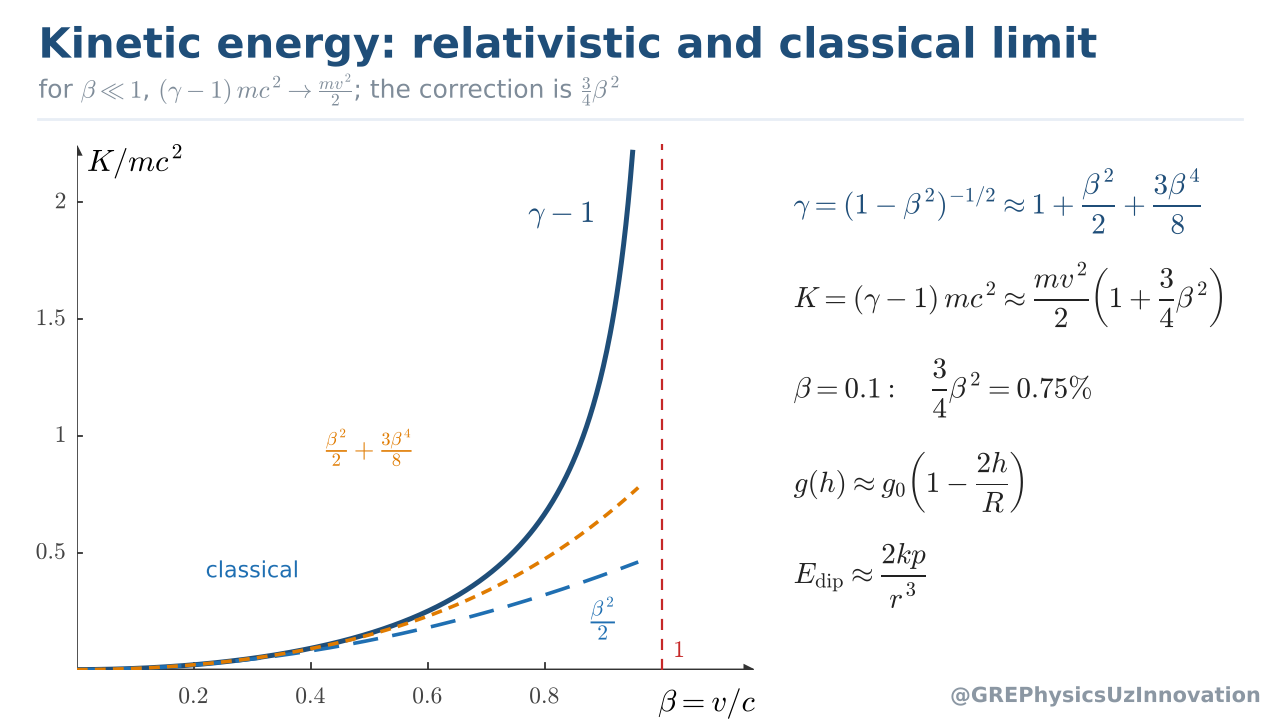 Kinetic energy: relativistic and classical limit
for β ≪ 1, (γ − 1) mc² → mv²/2; the correction is 3/4 β²
K/mc²
2
1.5
1
0.5
γ − 1
β²/2 + 3β⁴/8
classical
β²/2
1
0.2 0.4 0.6 0.8
β = v/c
γ = (1 − β²)^(−1/2) ≈ 1 + β²/2 + 3β⁴/8
K = (γ − 1) mc² ≈ mv²/2 (1 + 3/4 β²)
β = 0.1 : 3/4 β² = 0.75%
g(h) ≈ g₀(1 − 2h/R)
E_dip ≈ 2kp/r³
@GREPhysicsUzInnovation